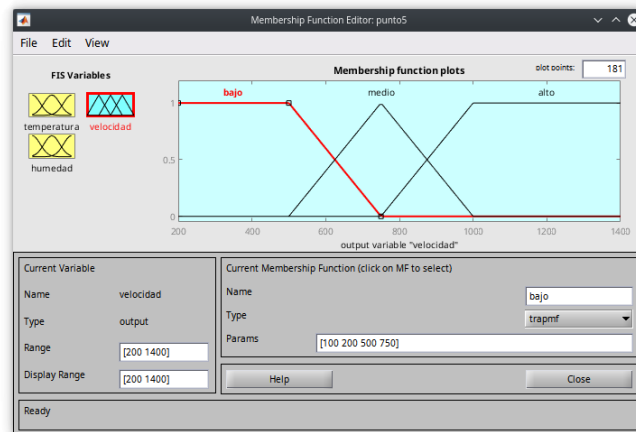 Membership Function Editor: punto5
File Edit View
FIS Variables
temperatura
velocidad
humedad
Membership function plots
plot points:
181
bajo
medio
alto
1
0.5
0
200 400 600 800 1000 1200 1400
output variable "velocidad"
Current Variable
Name velocidad
Type output
Range [200 1400]
Display Range [200 1400]
Current Membership Function (click on MF to select)
Name bajo
Type trapmf
Params [100 200 500 750]
Help Close
Ready